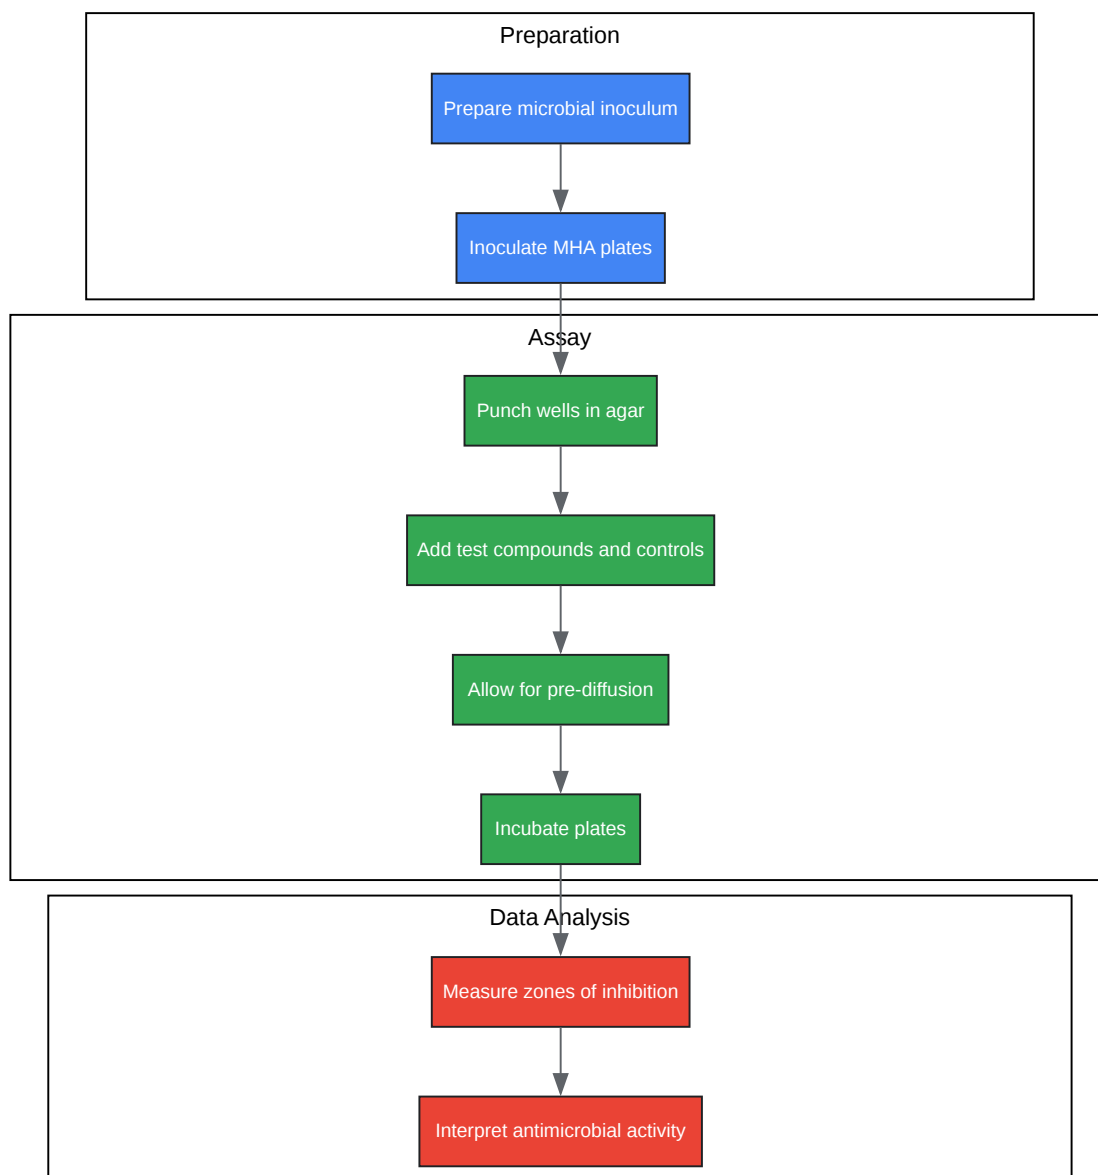 Preparation
Prepare microbial inoculum
Inoculate MHA plates
Assay
Punch wells in agar
Add test compounds and controls
Allow for pre-diffusion
Incubate plates
Data Analysis
Measure zones of inhibition
Interpret antimicrobial activity